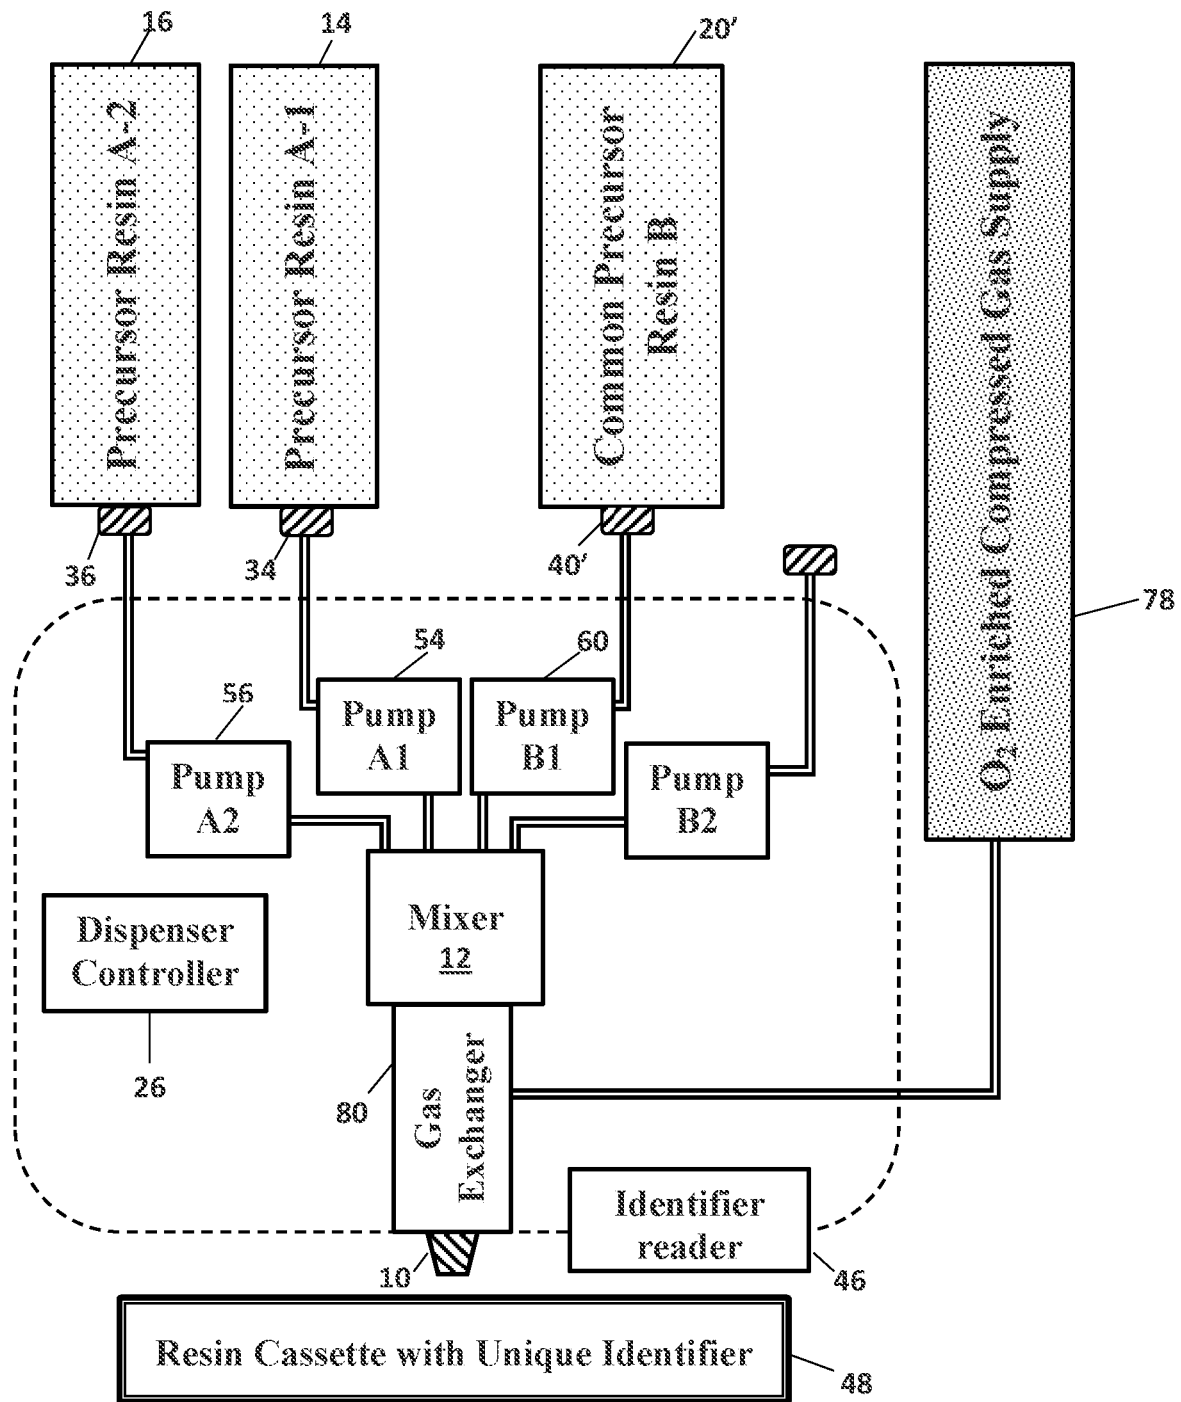 16
14
20’
Precursor Resin A-2
Precursor Resin A-1
Common Precursor
Resin B
O₂ Enriched Compressed Gas Supply
36
34
40’
78
54
60
56
Pump
A1
Pump
B1
Pump
A2
Pump
B2
Mixer
12
Dispenser
Controller
26
80
Gas
Exchanger
Identifier
reader
10
46
Resin Cassette with Unique Identifier
48